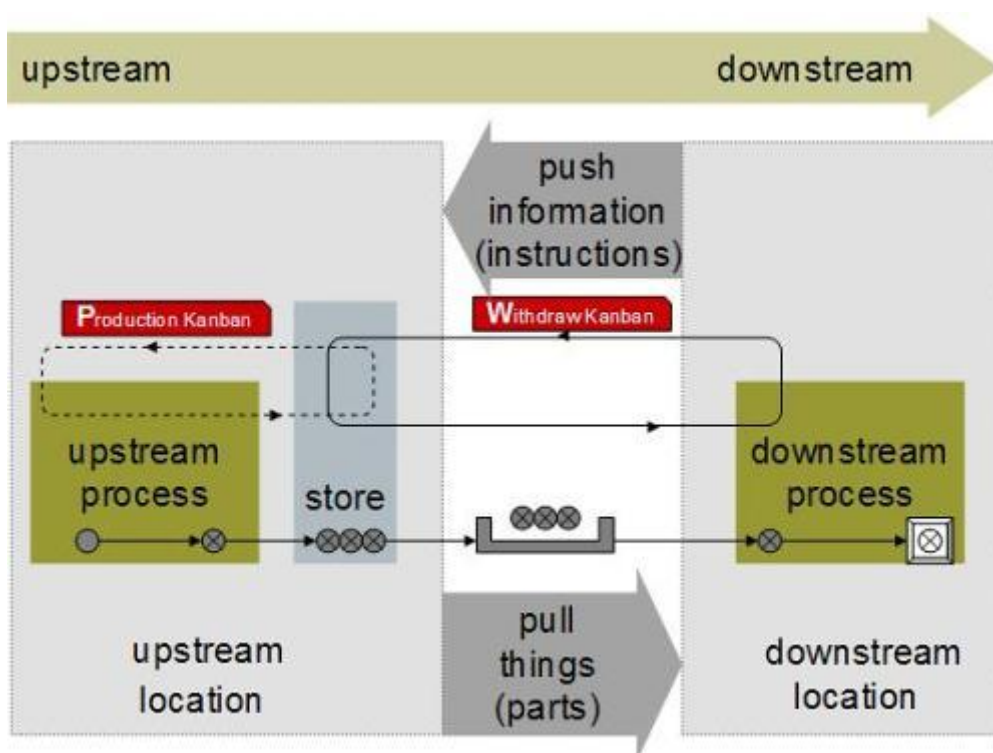 upstream
downstream
push
information
(instructions)
Production Kanban
Withdraw Kanban
upstream
process
store
downstream
process
upstream
location
pull
things
(parts)
downstream
location